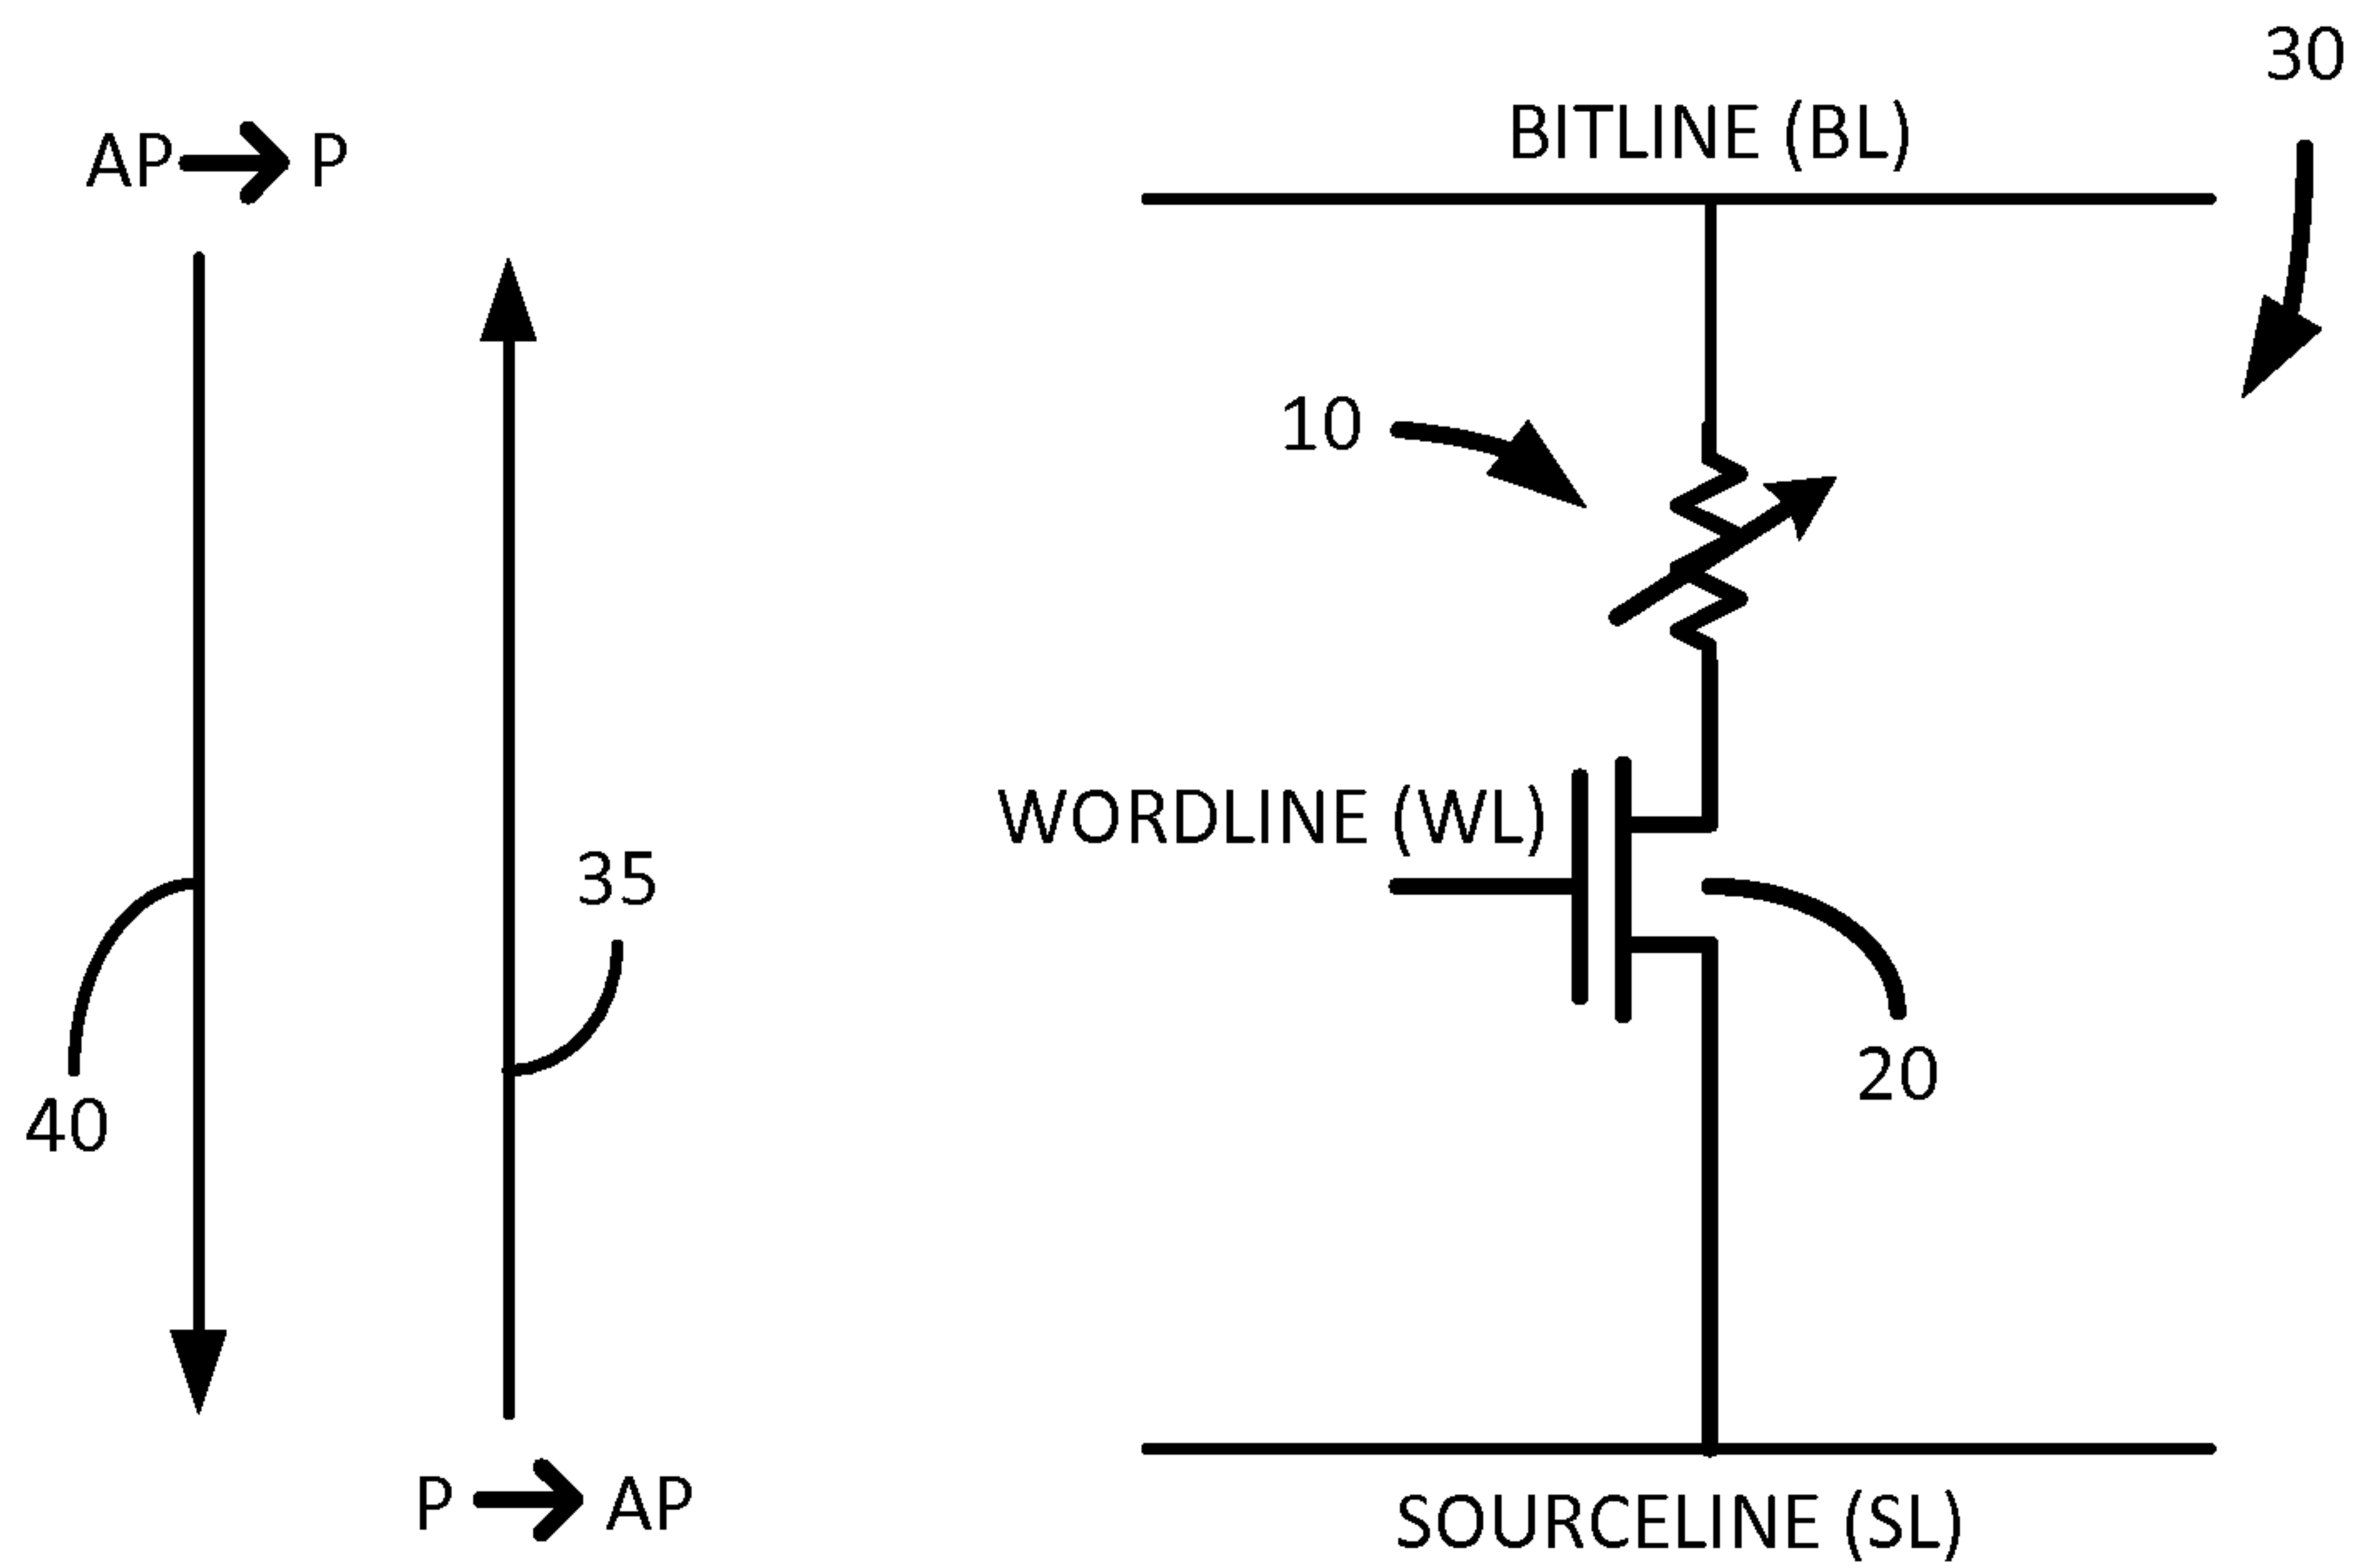 30
BITLINE (BL)
AP → P
10
WORDLINE (WL)
35
20
40
P → AP
SOURCELINE (SL)